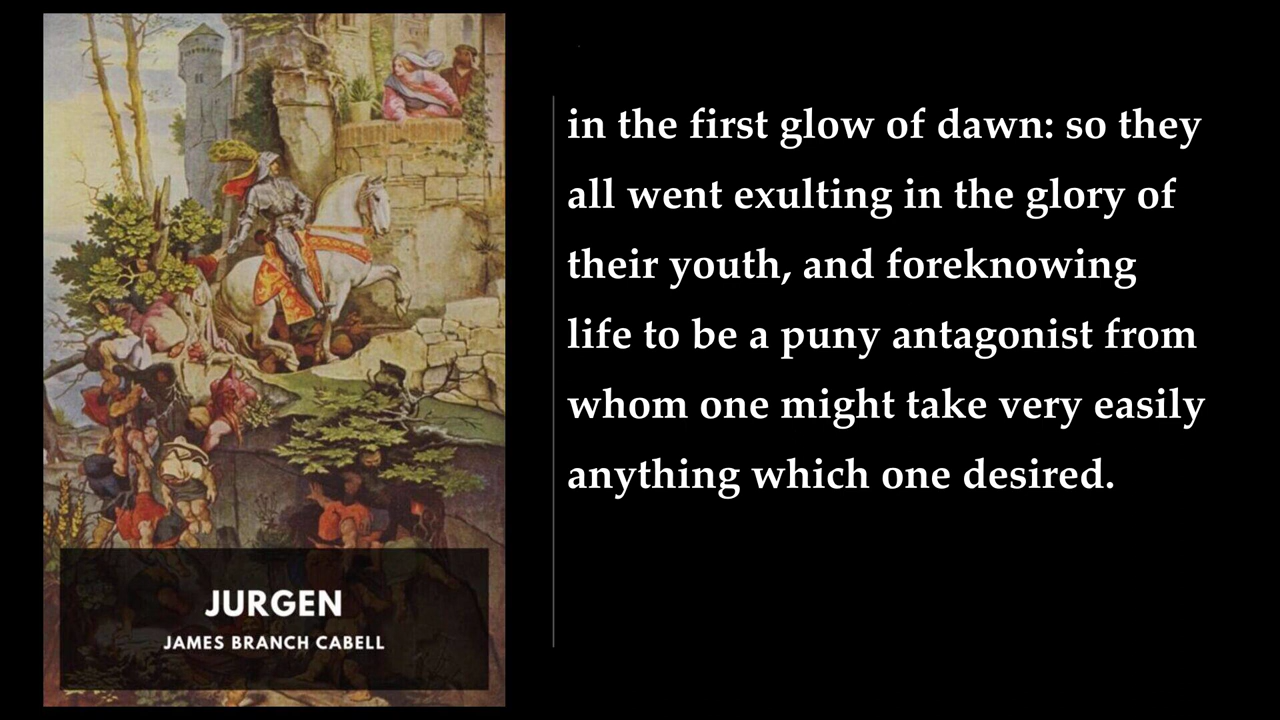 in the first glow of dawn: so they
all went exulting in the glory of
their youth, and foreknowing
life to be a puny antagonist from
whom one might take very easily
anything which one desired.
JURGEN
JAMES BRANCH CABELL